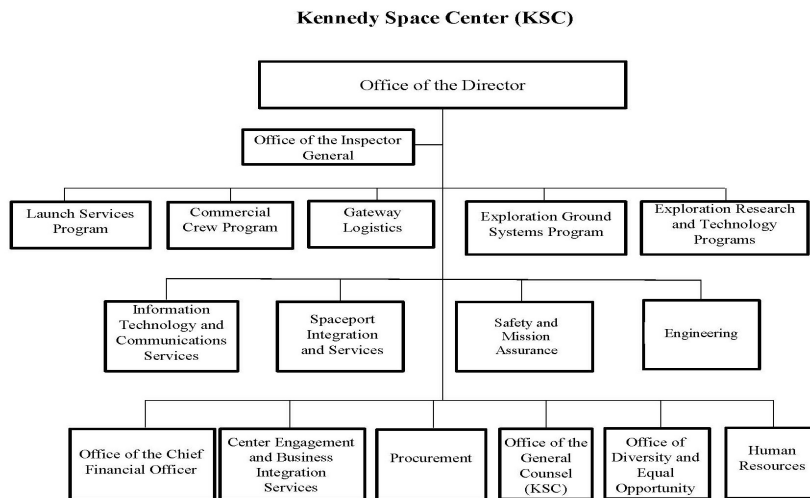 Kennedy Space Center (KSC)
Office of the Director
Office of the Inspector
General
Launch Services
Program
Commercial
Crew Program
Gateway
Logistics
Exploration Ground
Systems Program
Exploration Research
and Technology
Programs
Information
Technology and
Communications
Services
Spaceport
Integration
and Services
Safety and
Mission
Assurance
Engineering
Office of the Chief
Financial Officer
Center Engagement
and Business
Integration
Services
Procurement
Office of the
General
Counsel
(KSC)
Office of
Diversity and
Equal
Opportunity
Human
Resources